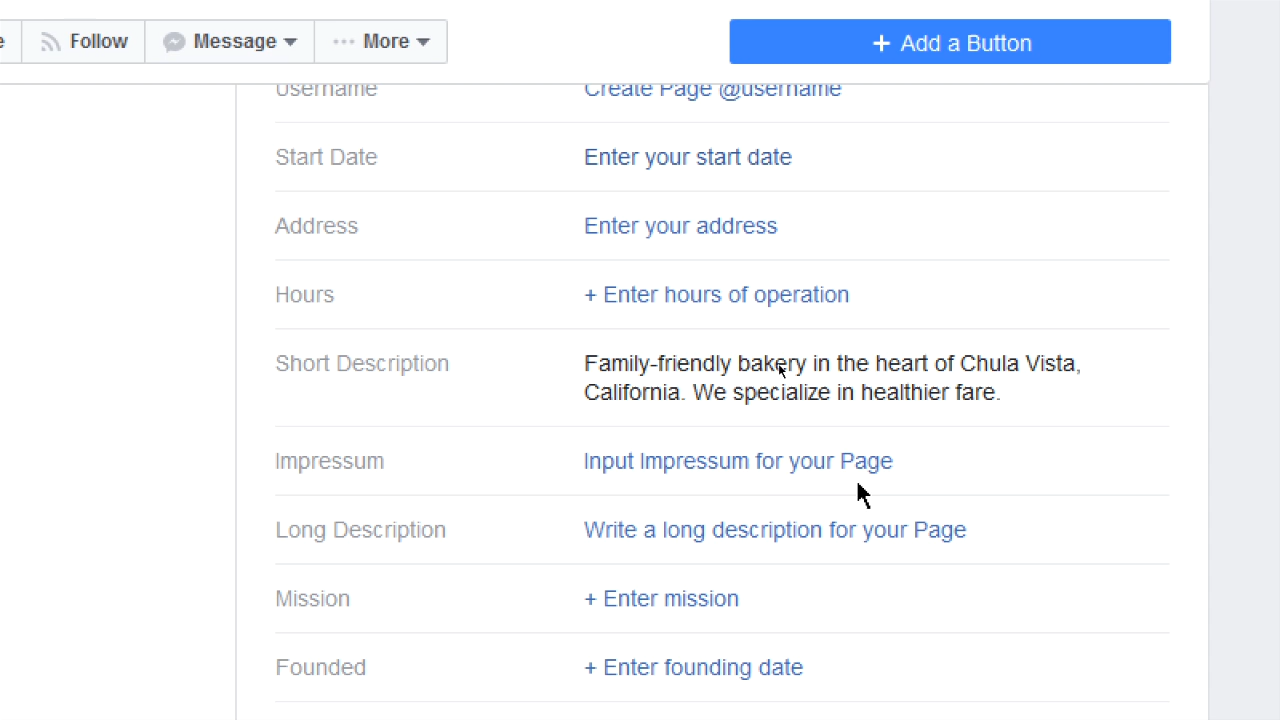 Follow Message More + Add a Button
Username Create Page @username
Start Date Enter your start date
Address Enter your address
Hours + Enter hours of operation
Short Description Family-friendly bakery in the heart of Chula Vista,
California. We specialize in healthier fare.
Impressum Input Impressum for your Page
Long Description Write a long description for your Page
Mission + Enter mission
Founded + Enter founding date